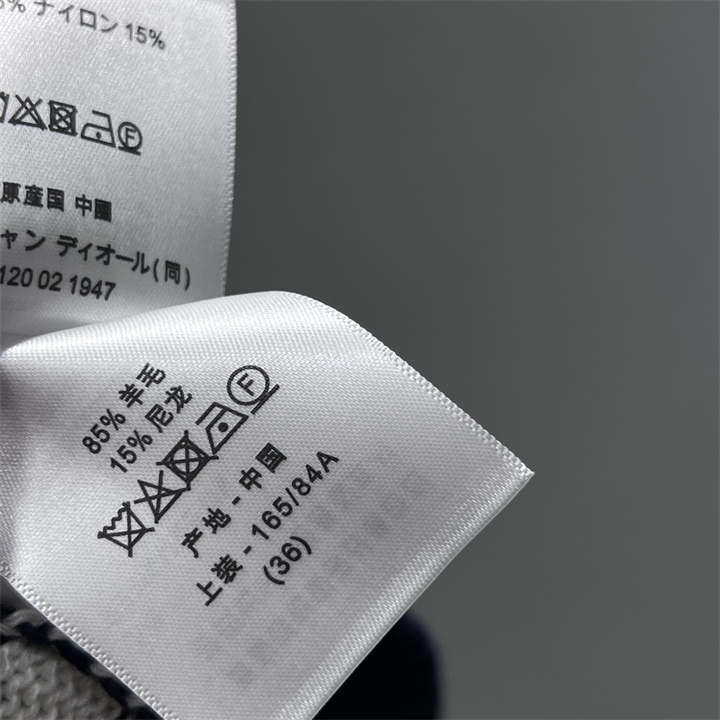 % ナイロン 15%
原産国 中國
ャン ディオール(同)
120 02 1947
85% 羊毛
15% 尼龙
F
产地 - 中国
上装 - 165/84A
(36)